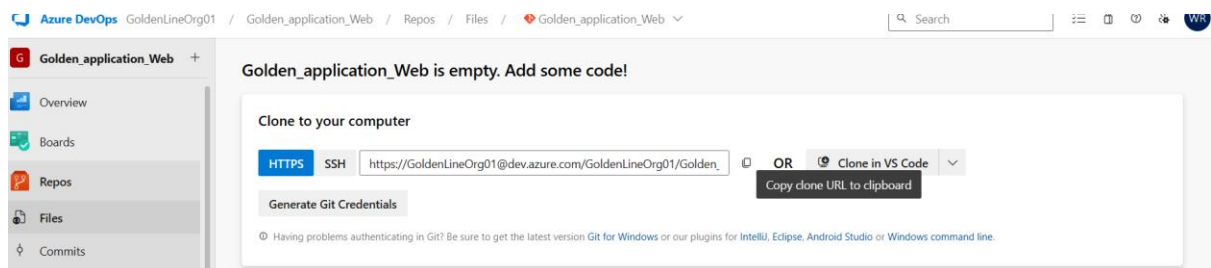 Azure DevOps GoldenLineOrg01 / Golden_application_Web / Repos / Files / Golden_application_Web Search WR
G Golden_application_Web +
Golden_application_Web is empty. Add some code!
Overview
Clone to your computer
Boards
HTTPS SSH https://GoldenLineOrg01@dev.azure.com/GoldenLineOrg01/Golden_ OR Clone in VS Code
Repos
Copy clone URL to clipboard
Generate Git Credentials
Files
Having problems authenticating in Git? Be sure to get the latest version Git for Windows or our plugins for IntelliJ, Eclipse, Android Studio or Windows command line.
Commits